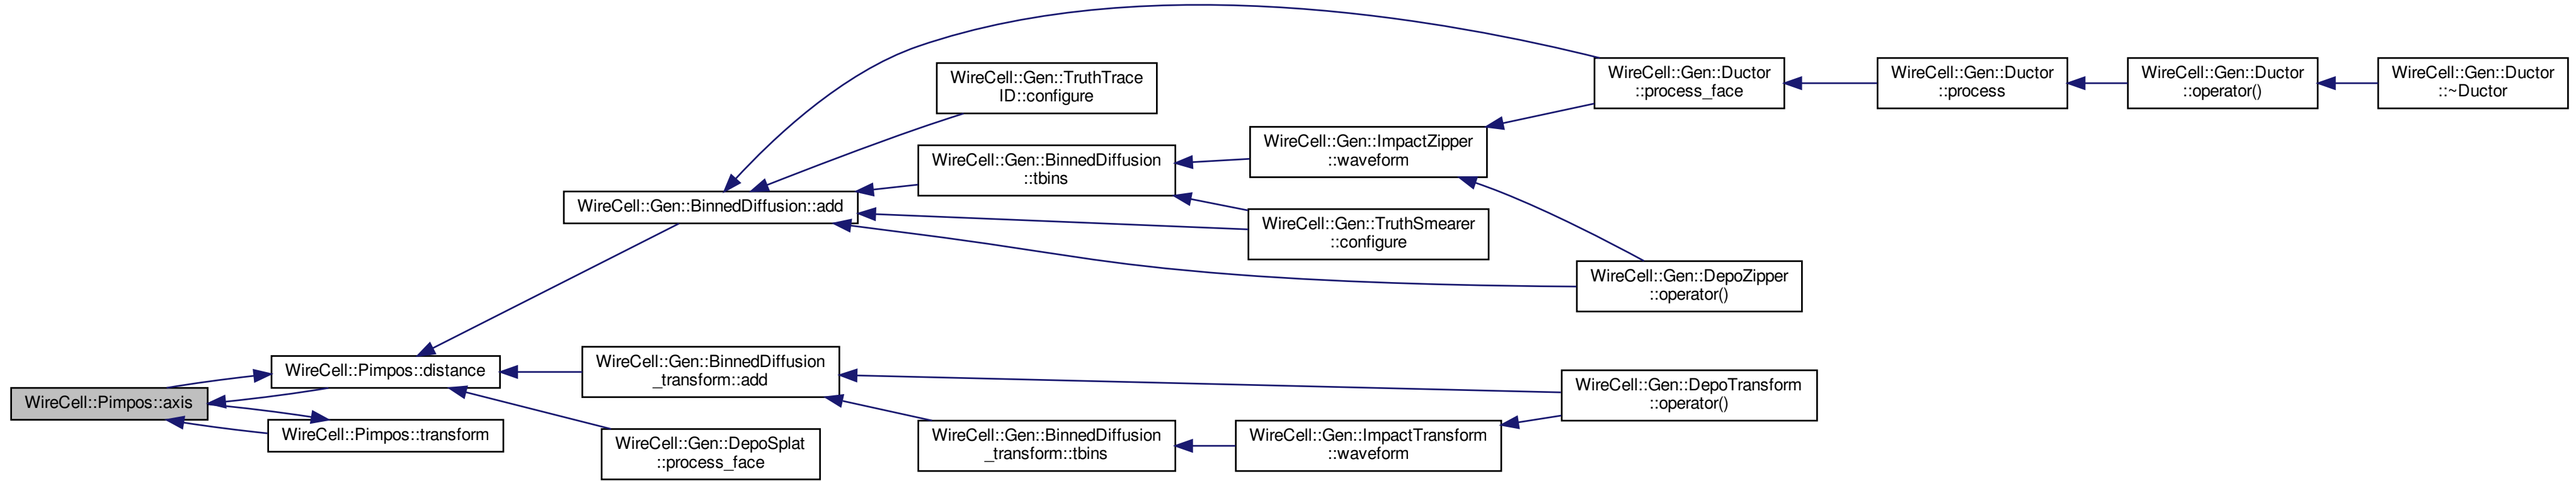 WireCell::Pimpos::axis
WireCell::Pimpos::distance
WireCell::Pimpos::transform
WireCell::Gen::BinnedDiffusion::add
WireCell::Gen::BinnedDiffusion
_transform::add
WireCell::Gen::DepoSplat
::process_face
WireCell::Gen::TruthTrace
ID::configure
WireCell::Gen::BinnedDiffusion
::tbins
WireCell::Gen::BinnedDiffusion
_transform::tbins
WireCell::Gen::ImpactZipper
::waveform
WireCell::Gen::TruthSmearer
::configure
WireCell::Gen::ImpactTransform
::waveform
WireCell::Gen::Ductor
::process_face
WireCell::Gen::DepoZipper
::operator()
WireCell::Gen::DepoTransform
::operator()
WireCell::Gen::Ductor
::process
WireCell::Gen::Ductor
::operator()
WireCell::Gen::Ductor
::~Ductor